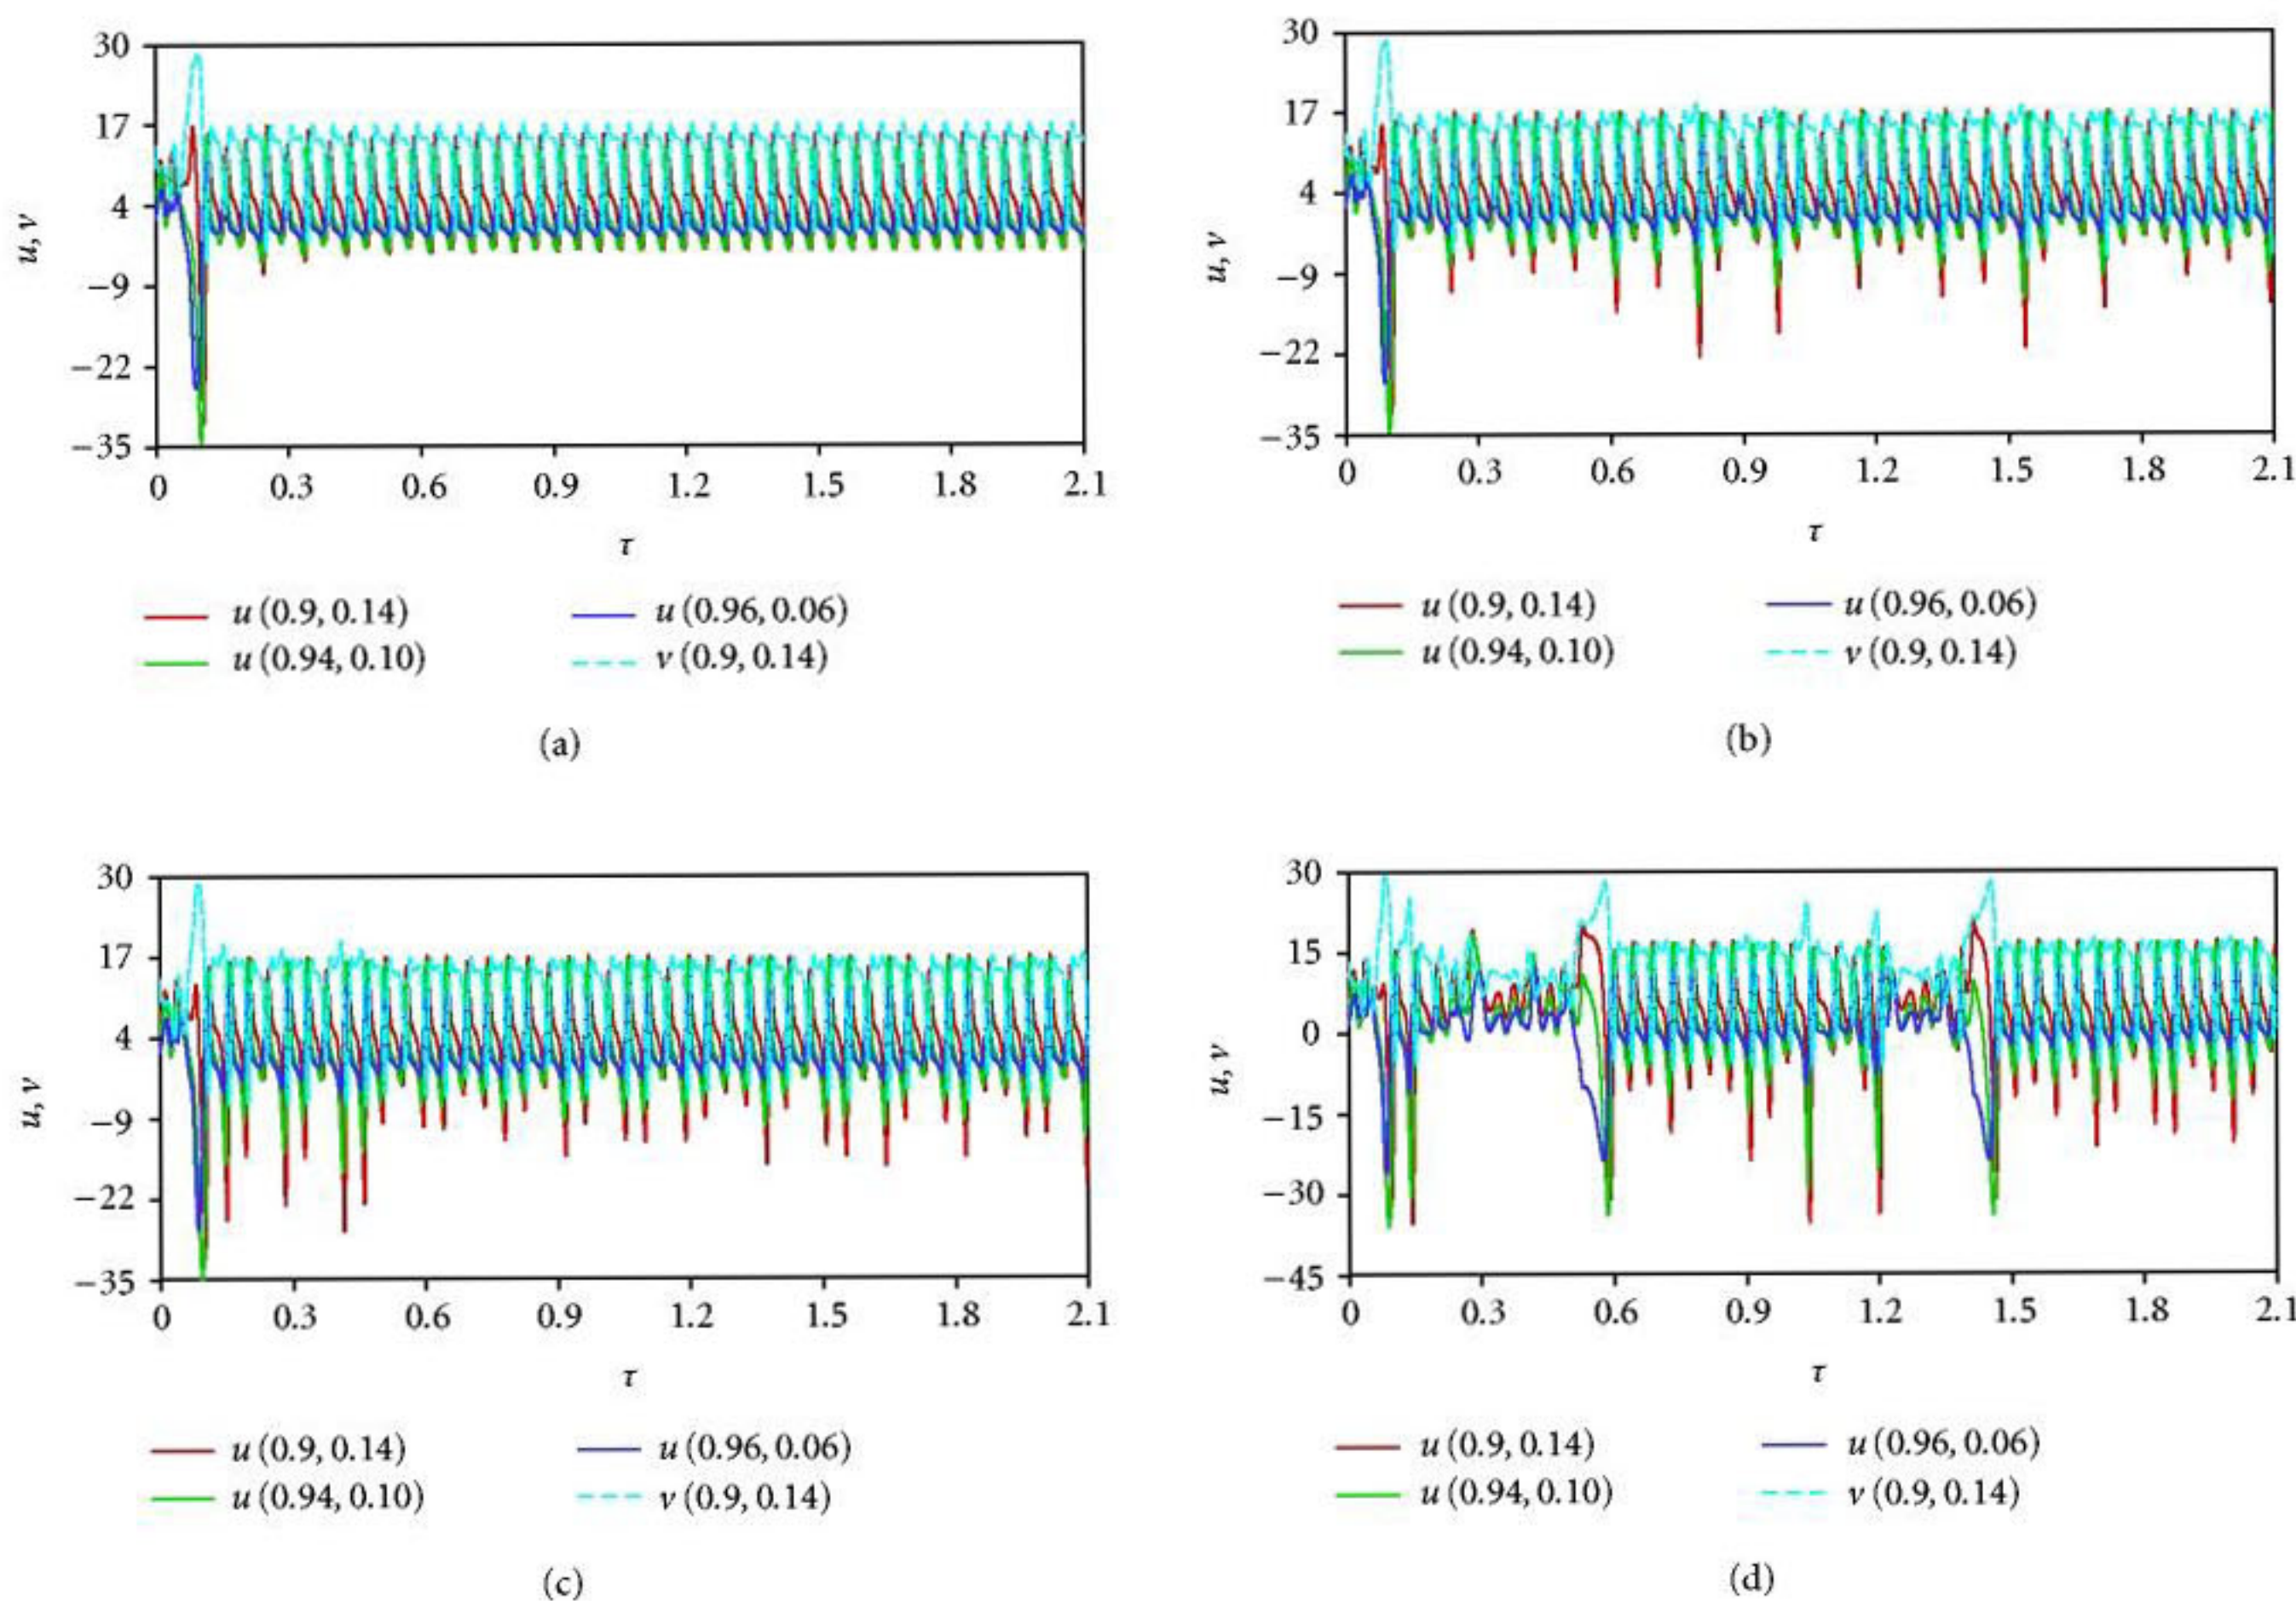 30
17
4
−9
−22
−35
u, v
0 0.3 0.6 0.9 1.2 1.5 1.8 2.1
τ
u (0.9, 0.14) u (0.96, 0.06)
u (0.94, 0.10) v (0.9, 0.14)
(a)
30
17
4
−9
−22
−35
u, v
0 0.3 0.6 0.9 1.2 1.5 1.8 2.1
τ
u (0.9, 0.14) u (0.96, 0.06)
u (0.94, 0.10) v (0.9, 0.14)
(b)
30
17
4
−9
−22
−35
u, v
0 0.3 0.6 0.9 1.2 1.5 1.8 2.1
τ
u (0.9, 0.14) u (0.96, 0.06)
u (0.94, 0.10) v (0.9, 0.14)
(c)
30
15
0
−15
−30
−45
u, v
0 0.3 0.6 0.9 1.2 1.5 1.8 2.1
τ
u (0.9, 0.14) u (0.96, 0.06)
u (0.94, 0.10) v (0.9, 0.14)
(d)